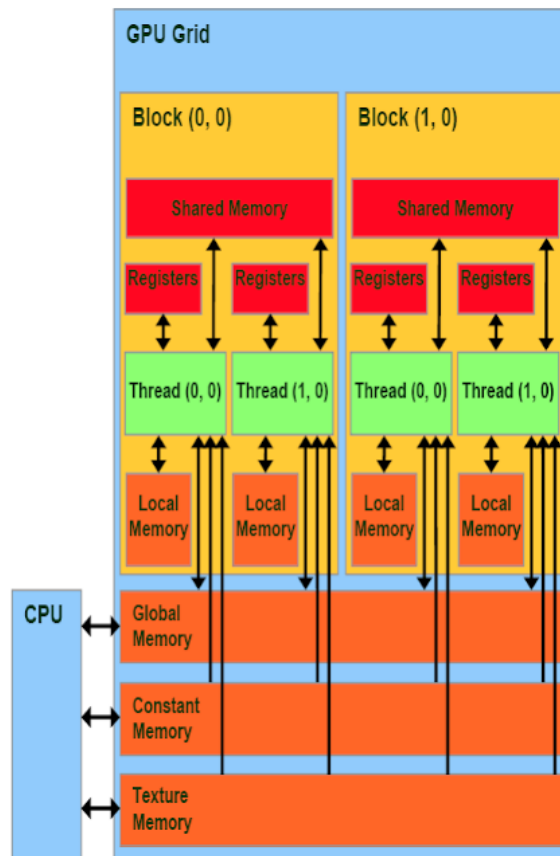 GPU Grid
Block (0, 0)
Block (1, 0)
Shared Memory
Shared Memory
Registers
Registers
Registers
Registers
Thread (0, 0)
Thread (1, 0)
Thread (0, 0)
Thread (1, 0)
Local
Memory
Local
Memory
Local
Memory
Local
Memory
CPU
Global
Memory
Constant
Memory
Texture
Memory